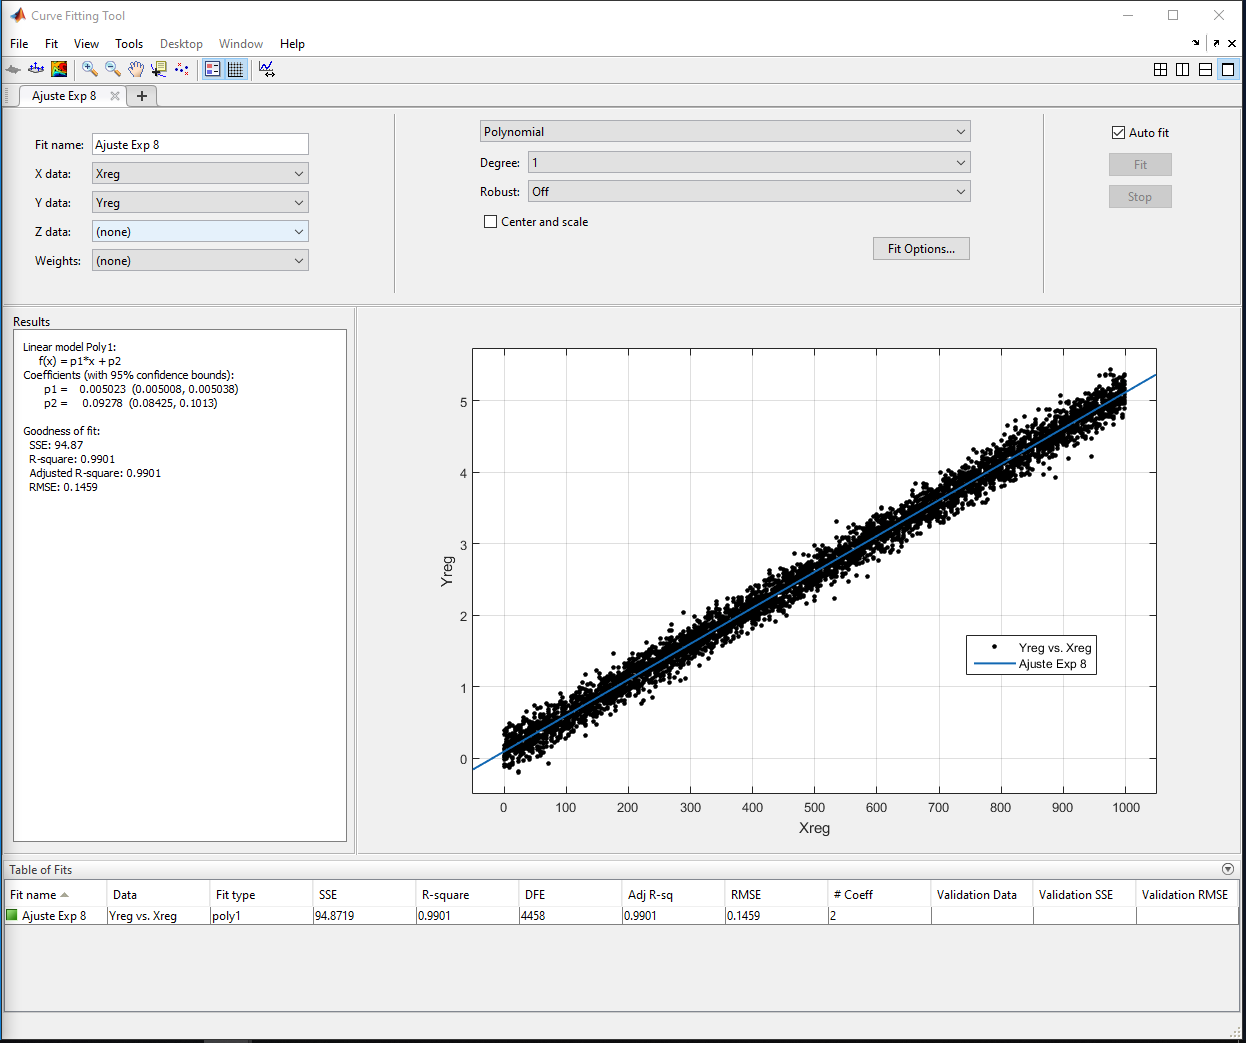 Curve Fitting Tool
File Fit View Tools Desktop Window Help
Ajuste Exp 8
Fit name: Ajuste Exp 8
X data: Xreg
Y data: Yreg
Z data: (none)
Weights: (none)
Polynomial
Degree: 1
Robust: Off
Center and scale
Fit Options...
Auto fit
Fit
Stop
Results
Linear model Poly1:
f(x) = p1*x + p2
Coefficients (with 95% confidence bounds):
p1 = 0.005023 (0.005008, 0.005038)
p2 = 0.09278 (0.08425, 0.1013)
Goodness of fit:
SSE: 94.87
R-square: 0.9901
Adjusted R-square: 0.9901
RMSE: 0.1459
5
4
3
2
1
0
Yreg
0 100 200 300 400 500 600 700 800 900 1000
Xreg
Yreg vs. Xreg
Ajuste Exp 8
Table of Fits
Fit name Data Fit type SSE R-square DFE Adj R-sq RMSE # Coeff Validation Data Validation SSE Validation RMSE
Ajuste Exp 8 Yreg vs. Xreg poly1 94.8719 0.9901 4458 0.9901 0.1459 2